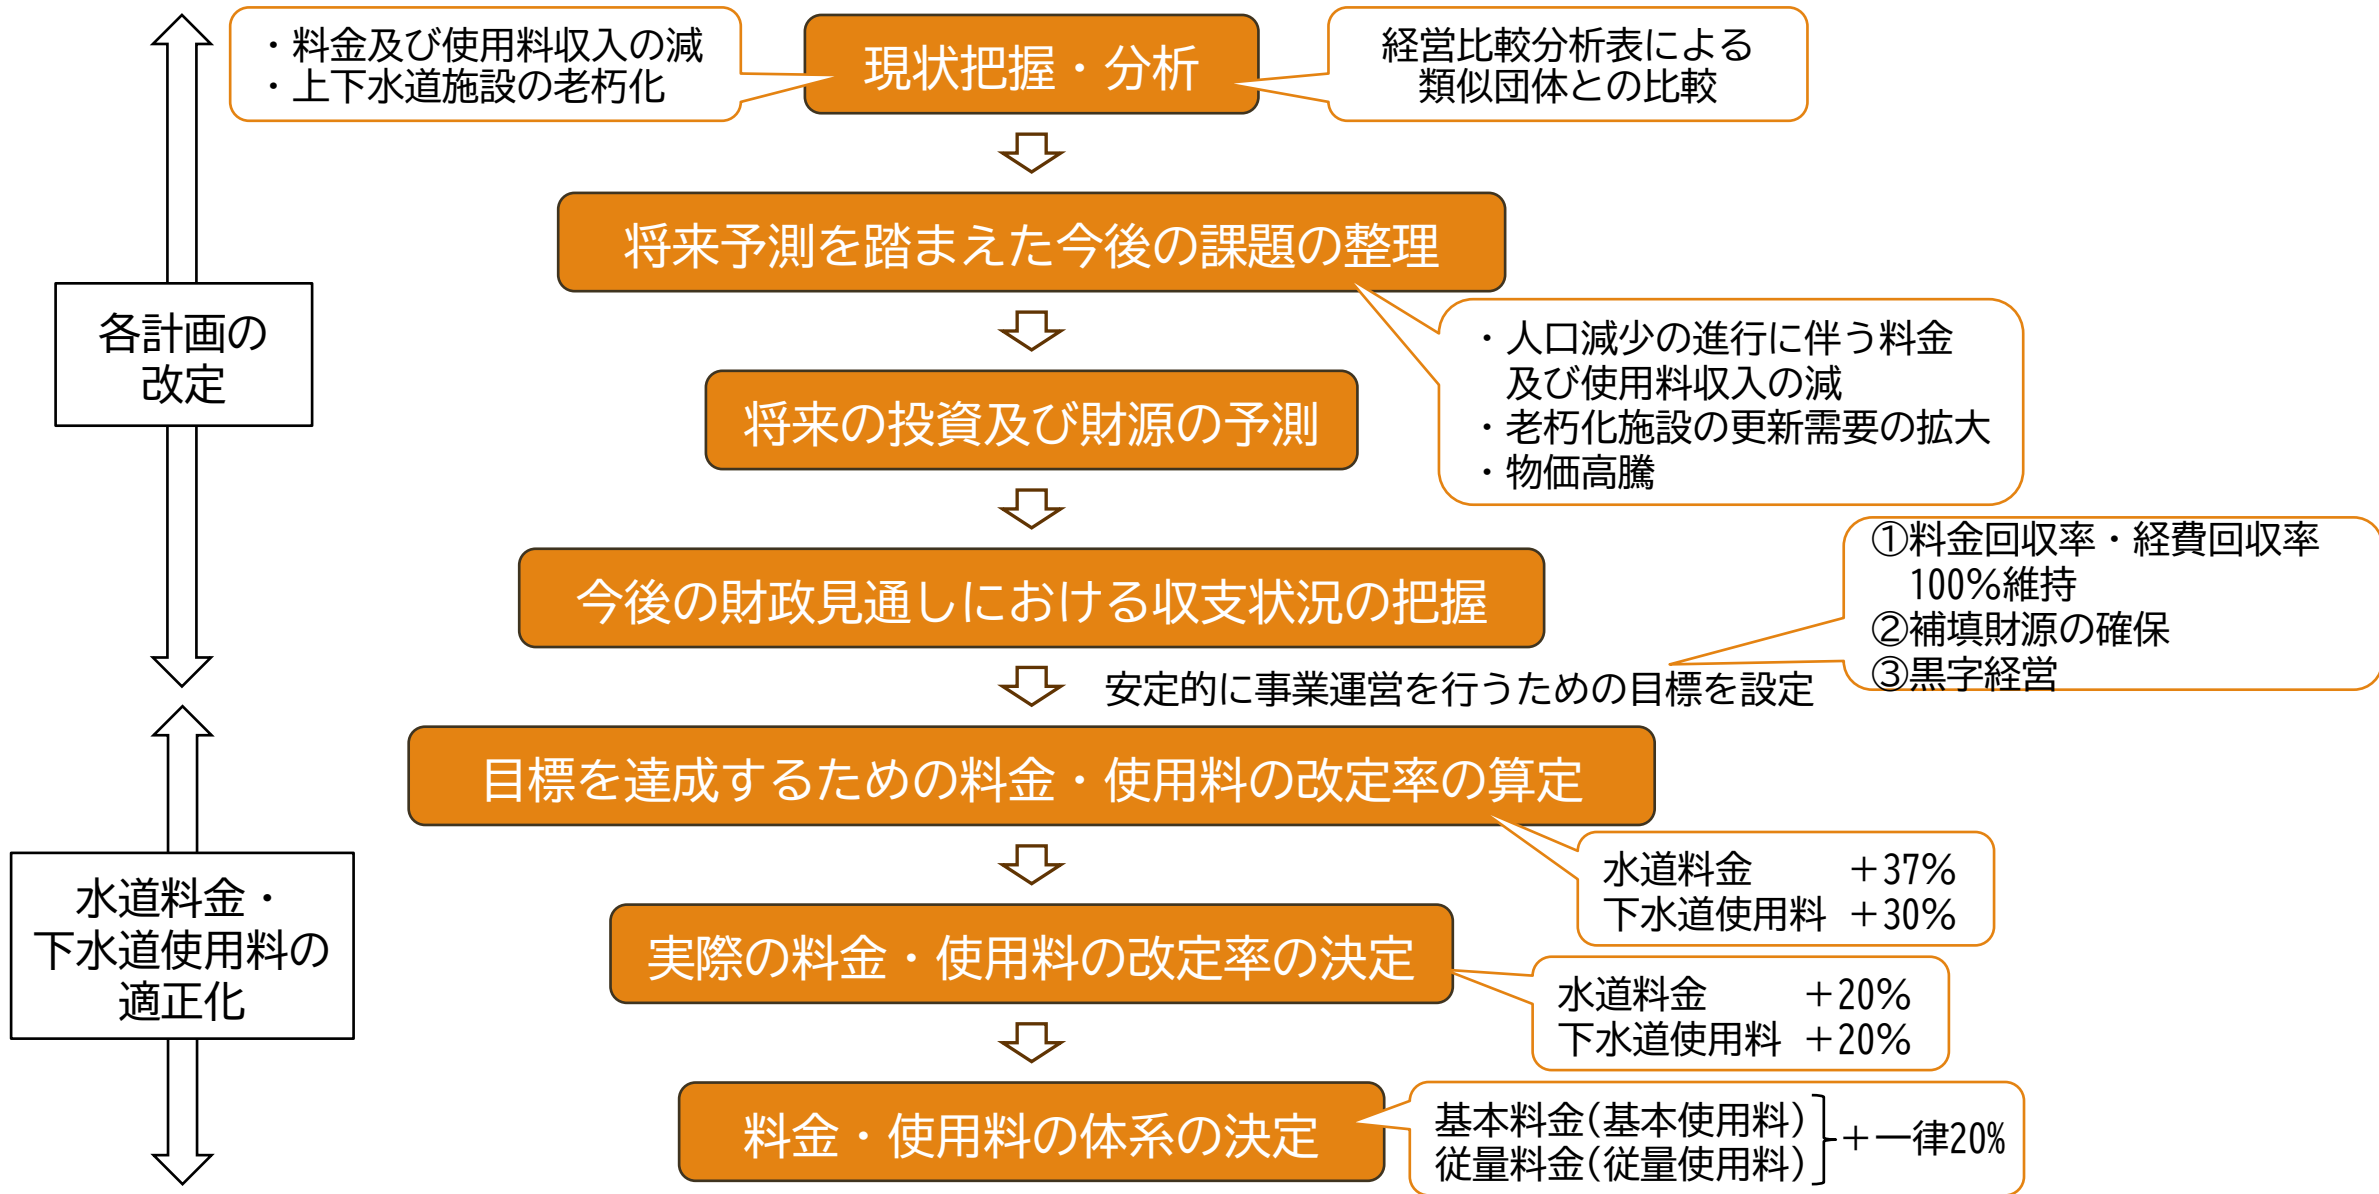 ・料金及び使用料収入の減
・上下水道施設の老朽化
現状把握・分析
経営比較分析表による
類似団体との比較
将来予測を踏まえた今後の課題の整理
各計画の
改定
・人口減少の進行に伴う料金
及び使用料収入の減
・老朽化施設の更新需要の拡大
・物価高騰
将来の投資及び財源の予測
①料金回収率・経費回収率
100％維持
②補填財源の確保
③黒字経営
今後の財政見通しにおける収支状況の把握
安定的に事業運営を行うための目標を設定
目標を達成するための料金・使用料の改定率の算定
水道料金　　＋37％
下水道使用料　＋30％
水道料金・
下水道使用料の
適正化
実際の料金・使用料の改定率の決定
水道料金　　＋20％
下水道使用料　＋20％
料金・使用料の体系の決定
基本料金(基本使用料)
従量料金(従量使用料)
＋一律20%